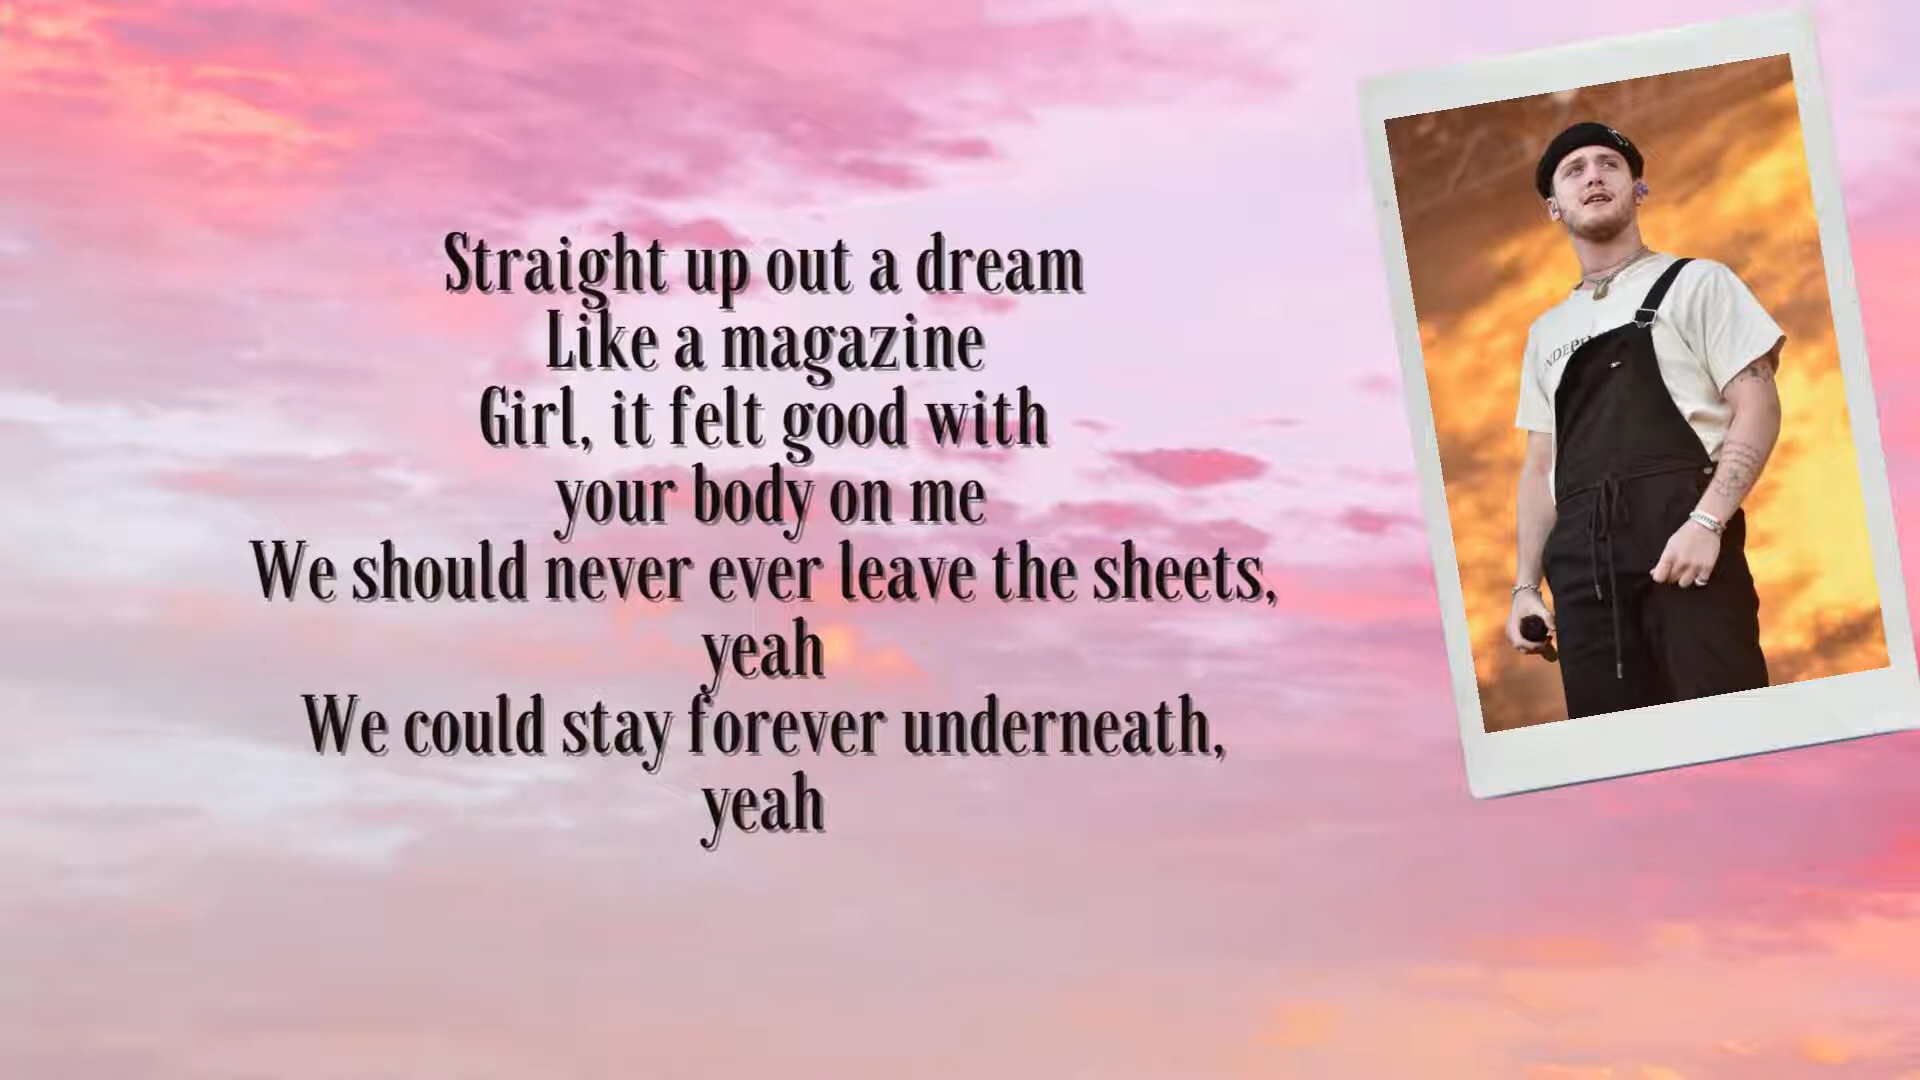 Straight up out a dream
Like a magazine
Girl, it felt good with
your body on me
We should never ever leave the sheets,
yeah
We could stay forever underneath,
yeah